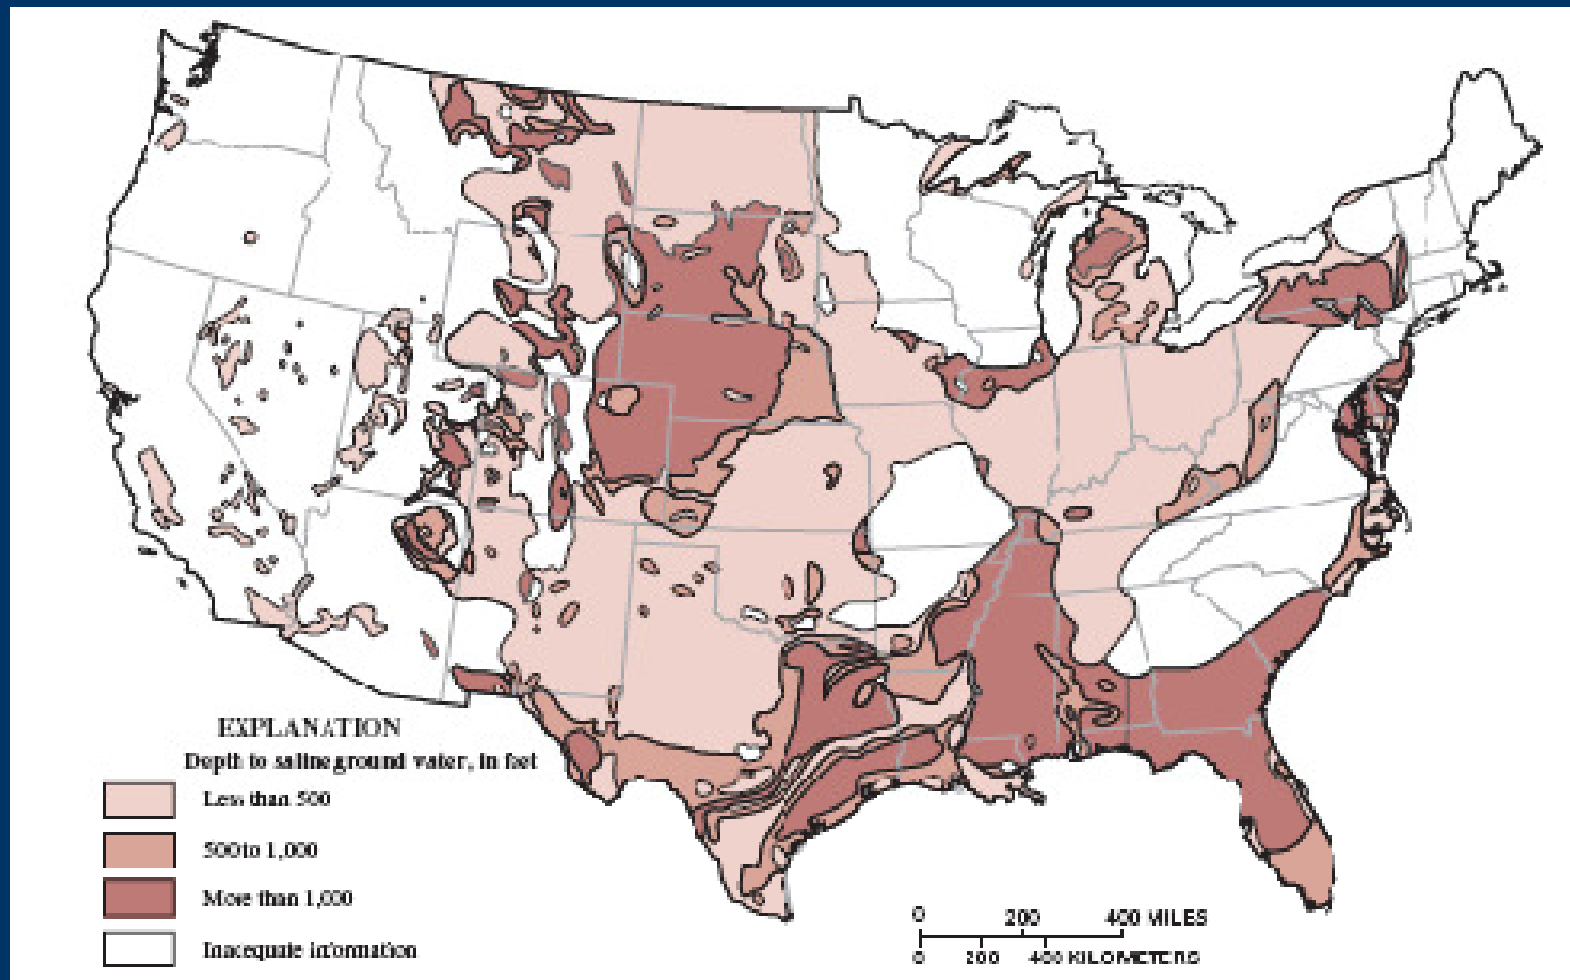 EXPLANATION
Depth to saline ground water, in feet
Less than 500
500 to 1,000
More than 1,000
Inadequate information
0 200 400 MILES
0 200 400 KILOMETERS